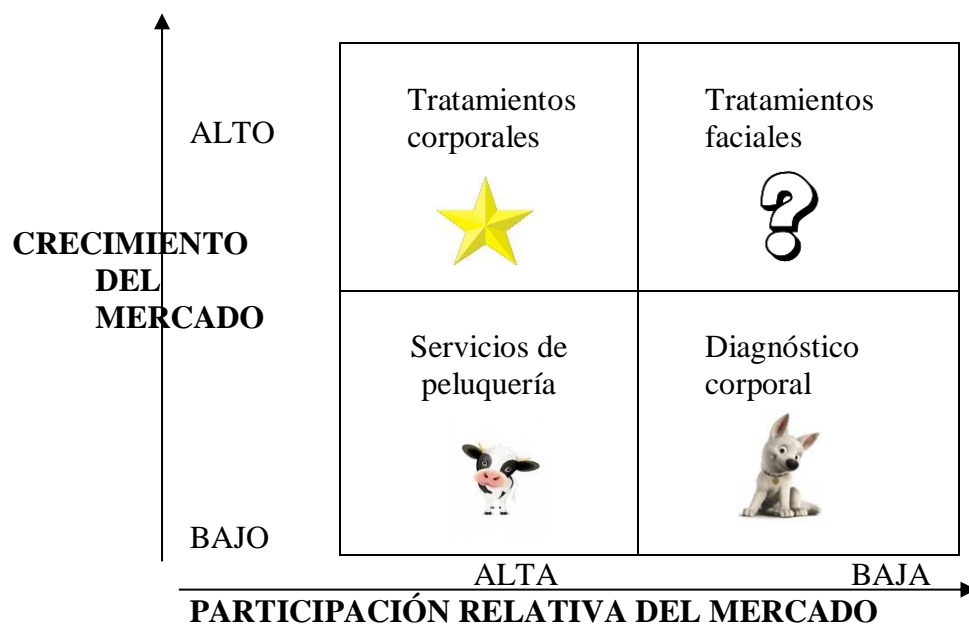 Tratamientos
corporales
Tratamientos
faciales
ALTO
CRECIMIENTO
DEL
MERCADO
Servicios de
peluquería
Diagnóstico
corporal
BAJO
ALTA
BAJA
PARTICIPACIÓN RELATIVA DEL MERCADO